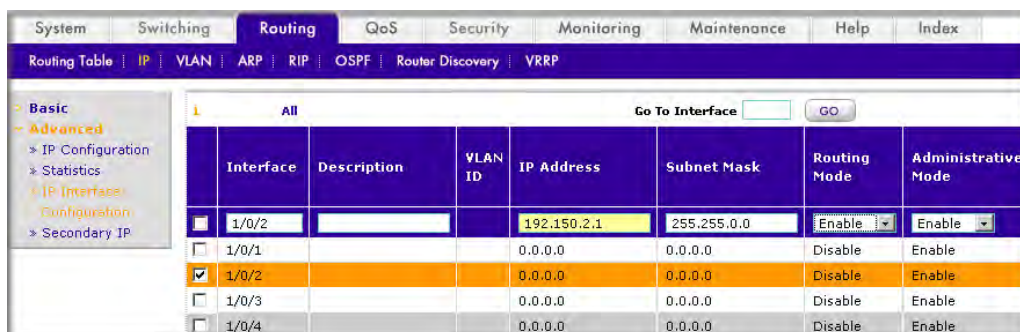 System Switching Routing QoS Security Monitoring Maintenance Help Index
Routing Table IP VLAN ARP RIP OSPF Router Discovery VRRP
Basic
Advanced
» IP Configuration
» Statistics
» IP Interface
Configuration
» Secondary IP
1 All Go To Interface GO
Interface Description VLAN ID IP Address Subnet Mask Routing Mode Administrative Mode
1/0/2 192.150.2.1 255.255.0.0 Enable Enable
1/0/1 0.0.0.0 0.0.0.0 Disable Enable
1/0/2 0.0.0.0 0.0.0.0 Disable Enable
1/0/3 0.0.0.0 0.0.0.0 Disable Enable
1/0/4 0.0.0.0 0.0.0.0 Disable Enable